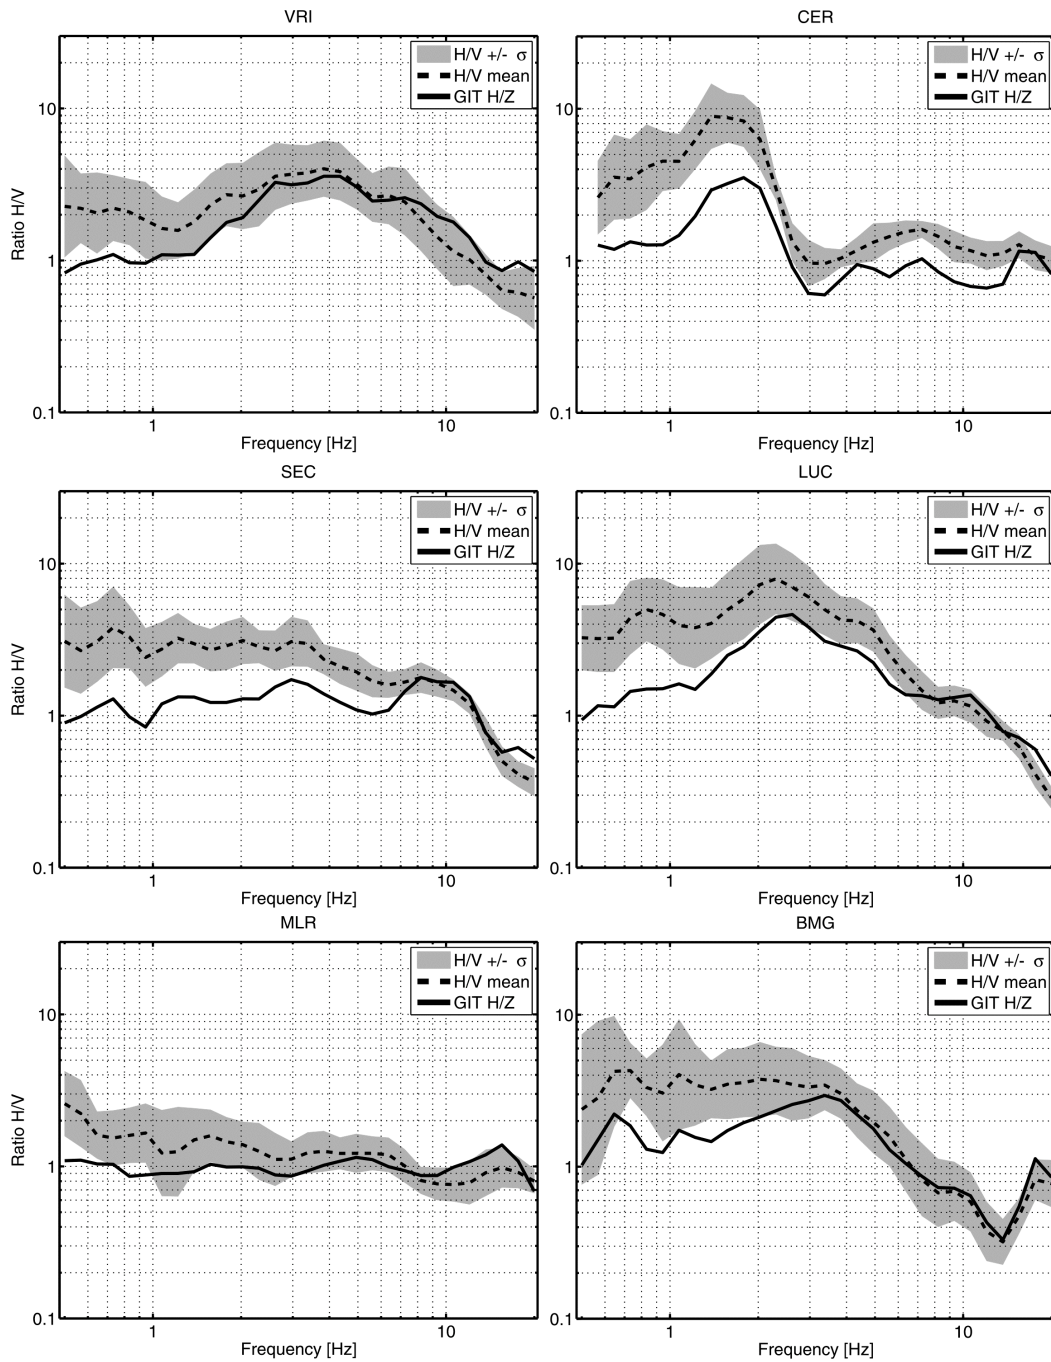 VRI
H/V +/- σ
H/V mean
GIT H/Z
Ratio H/V
10
1
0.1
1
10
Frequency [Hz]
CER
H/V +/- σ
H/V mean
GIT H/Z
10
1
0.1
1
10
Frequency [Hz]
SEC
H/V +/- σ
H/V mean
GIT H/Z
Ratio H/V
10
1
0.1
1
10
Frequency [Hz]
LUC
H/V +/- σ
H/V mean
GIT H/Z
10
1
0.1
1
10
Frequency [Hz]
MLR
H/V +/- σ
H/V mean
GIT H/Z
Ratio H/V
10
1
0.1
1
10
Frequency [Hz]
BMG
H/V +/- σ
H/V mean
GIT H/Z
10
1
0.1
1
10
Frequency [Hz]